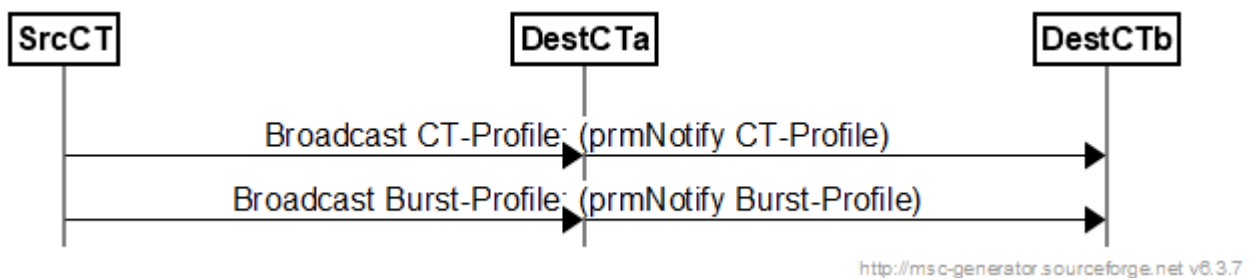 SrcCT DestCTa DestCTb
Broadcast CT-Profile: (prmNotify CT-Profile)
Broadcast Burst-Profile: (prmNotify Burst-Profile)
http://msc-generator.sourceforge.net v6.3.7